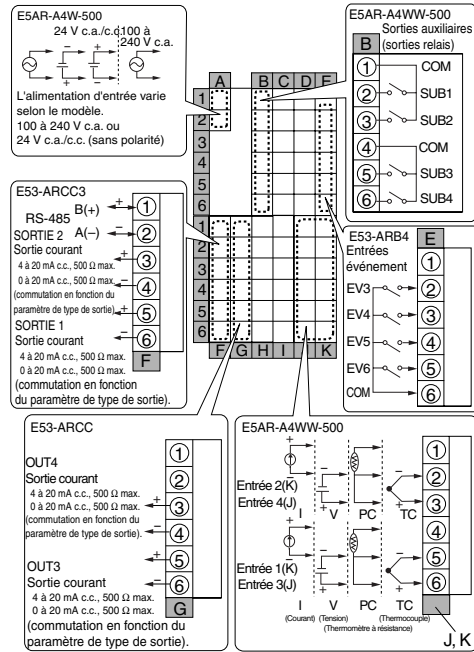 E5AR-A4W-500
24 V c.a./c.c.
100 à 240 V c.a.
L'alimentation d'entrée varie
selon le modèle.
100 à 240 V c.a. ou
24 V c.a./c.c. (sans polarité)
A B C D E
1
2
3
4
5
6
1
2
3
4
5
6
F G H I J K
E5AR-A4WW-500
Sorties auxiliaires
(sorties relais)
B
1 COM
2 SUB1
3 SUB2
4 COM
5 SUB3
6 SUB4
E53-ARCC3
RS-485
B(+) + 1
A(−) − 2
SORTIE 2
Sortie courant
4 à 20 mA c.c., 500 Ω max.
0 à 20 mA c.c., 500 Ω max.
(commutation en fonction du
paramètre de type de sortie).
+ 3
− 4
SORTIE 1
Sortie courant
4 à 20 mA c.c., 500 Ω max.
0 à 20 mA c.c., 500 Ω max.
(commutation en fonction
du paramètre de type de sortie).
+ 5
− 6
F
E53-ARB4
Entrées
événement
E
1
EV3 2
EV4 3
EV5 4
EV6 5
COM 6
E53-ARCC
1
2
OUT4
Sortie courant
4 à 20 mA c.c., 500 Ω max.
0 à 20 mA c.c., 500 Ω max.
(commutation en fonction du
paramètre de type de sortie).
+ 3
− 4
OUT3
Sortie courant
4 à 20 mA c.c., 500 Ω max.
0 à 20 mA c.c., 500 Ω max.
(commutation en fonction du
paramètre de type de sortie).
+ 5
− 6
G
E5AR-A4WW-500
Entrée 2(K)
Entrée 4(J)
I V PC TC
Entrée 1(K)
Entrée 3(J)
I V PC TC
(Courant) (Tension) (Thermocouple)
(Thermomètre à résistance)
1
2
3
4
5
6
J, K